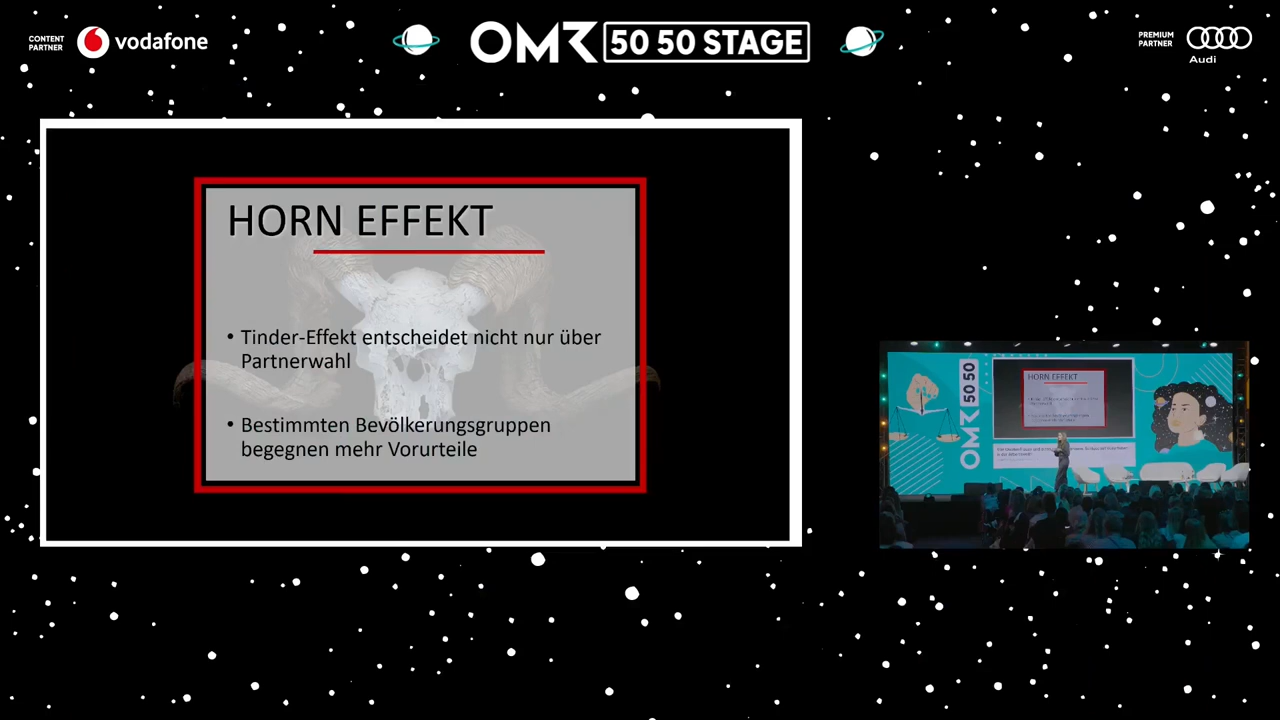 CONTENT
PARTNER
vodafone
OMR 50 50 STAGE
PREMIUM
PARTNER
Audi
HORN EFFEKT
• Tinder-Effekt entscheidet nicht nur über
Partnerwahl
• Bestimmten Bevölkerungsgruppen
begegnen mehr Vorurteile
OMR 50 50
HORN EFFEKT